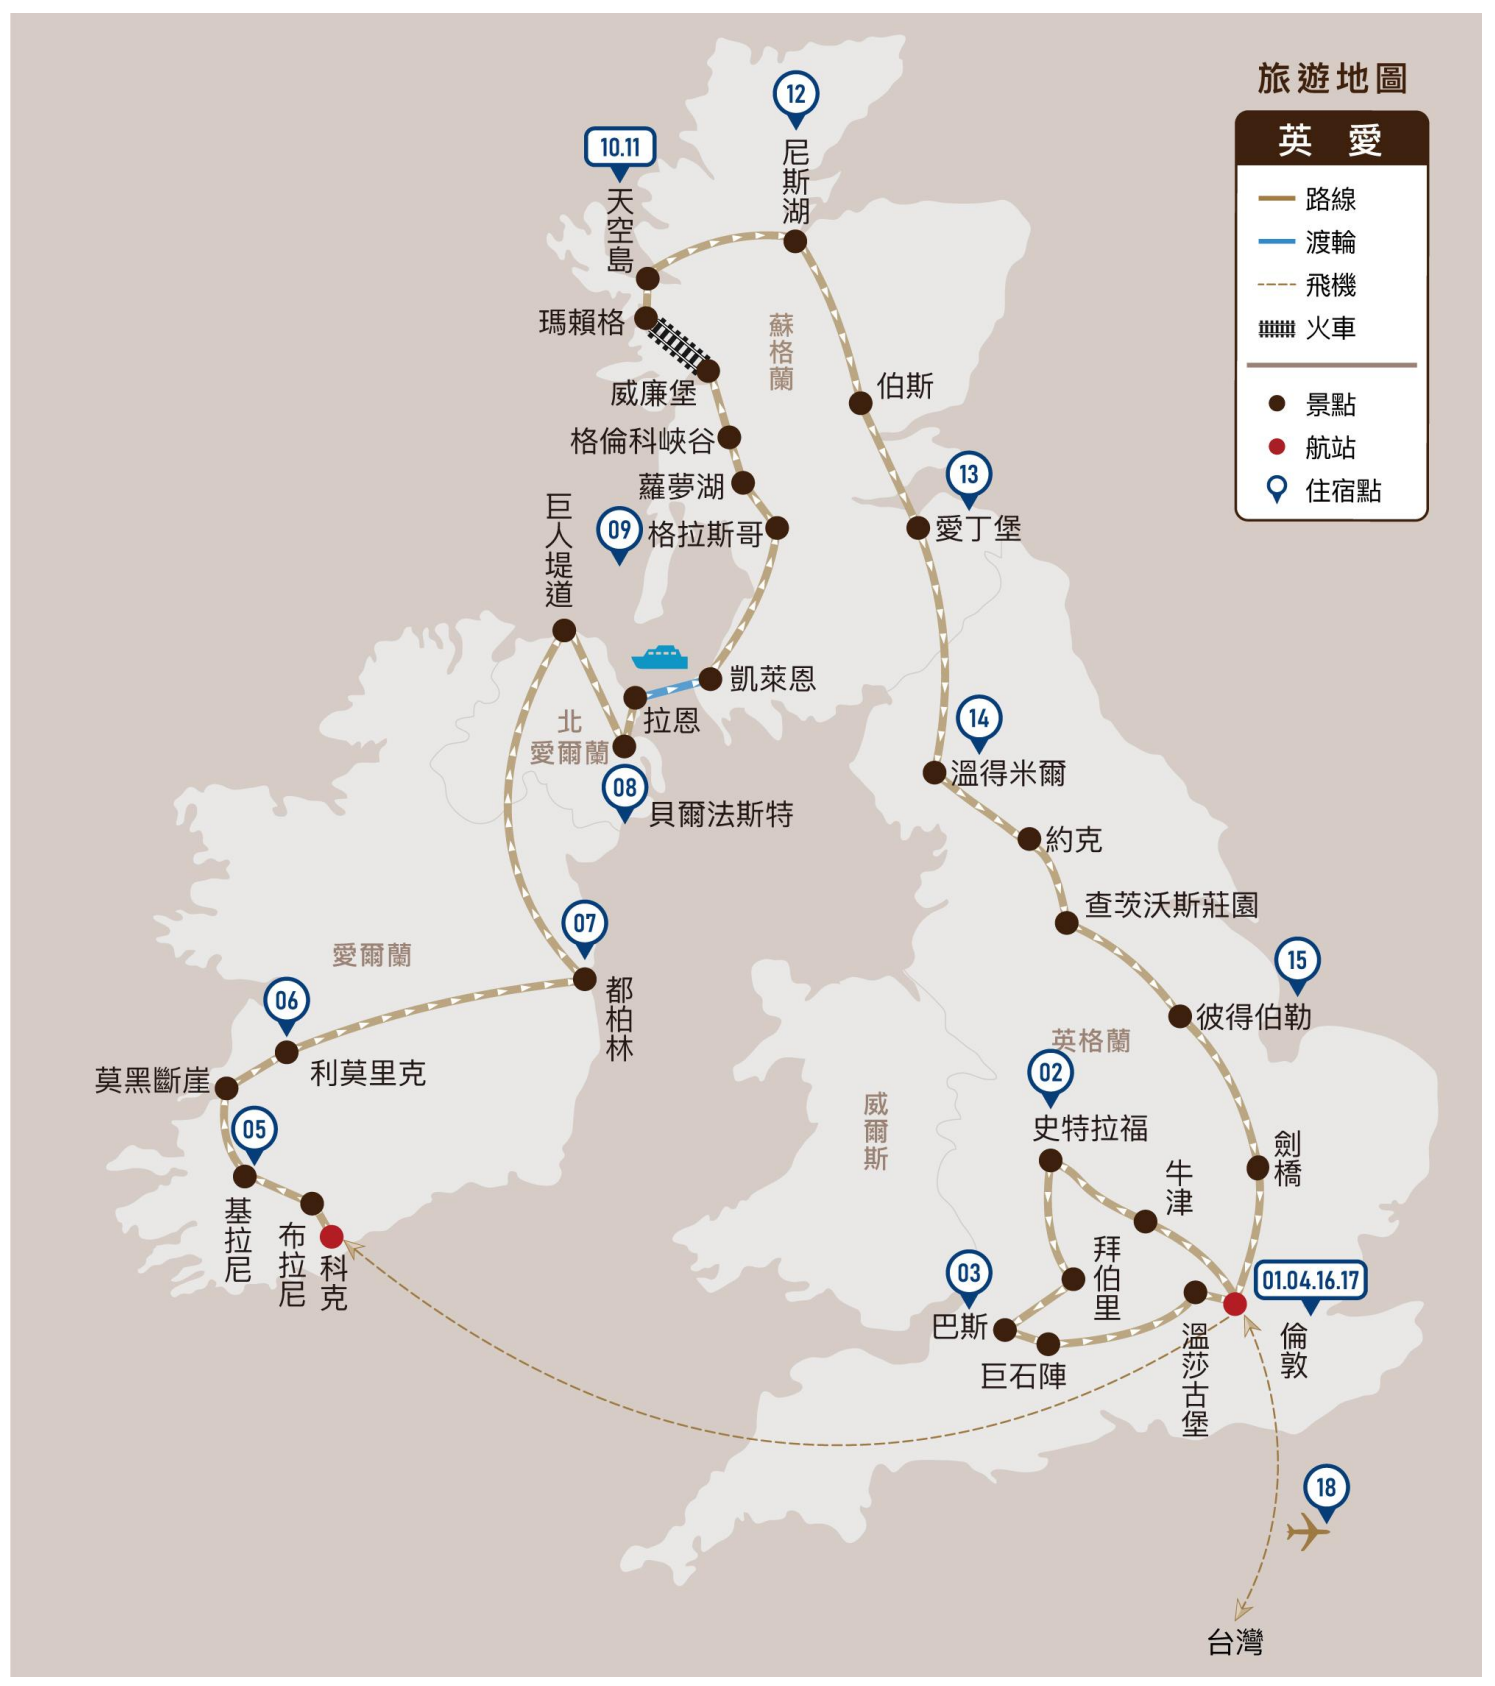 旅遊地圖
英 愛
路線
渡輪
飛機
火車
景點
航站
住宿點
12
尼斯湖
10.11
天空島
瑪賴格
蘇格蘭
威廉堡
伯斯
格倫科峽谷
13
蘿夢湖
巨人堤道
09
格拉斯哥
愛丁堡
凱萊恩
拉恩
14
北
愛爾蘭
溫得米爾
08
貝爾法斯特
約克
查茨沃斯莊園
07
愛爾蘭
15
06
都柏林
彼得伯勒
英格蘭
利莫里克
莫黑斷崖
02
威爾斯
05
史特拉福
劍橋
牛津
基拉尼
布拉尼
科克
拜伯里
03
01.04.16.17
巴斯
溫莎古堡
倫敦
巨石陣
18
台灣